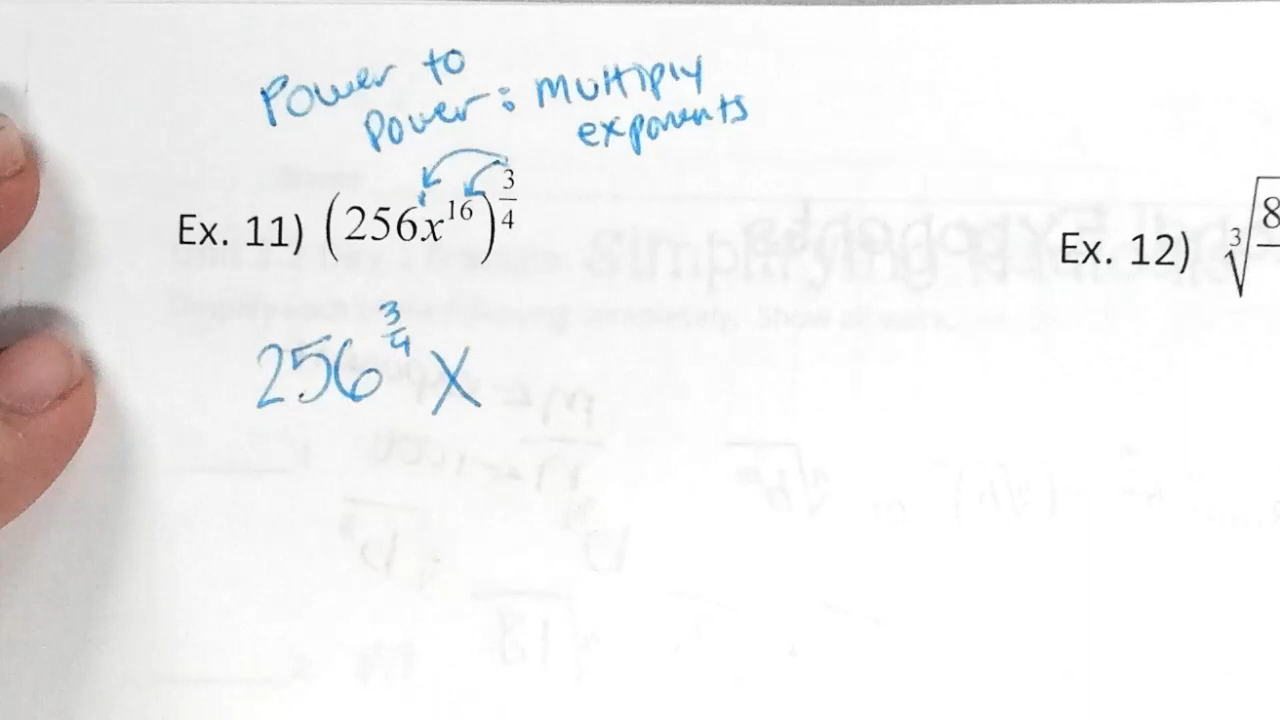 Power to
Power: multiply
exponents
Ex. 11) (256x^16)^3/4
Ex. 12) ∛8
256^3/4 x